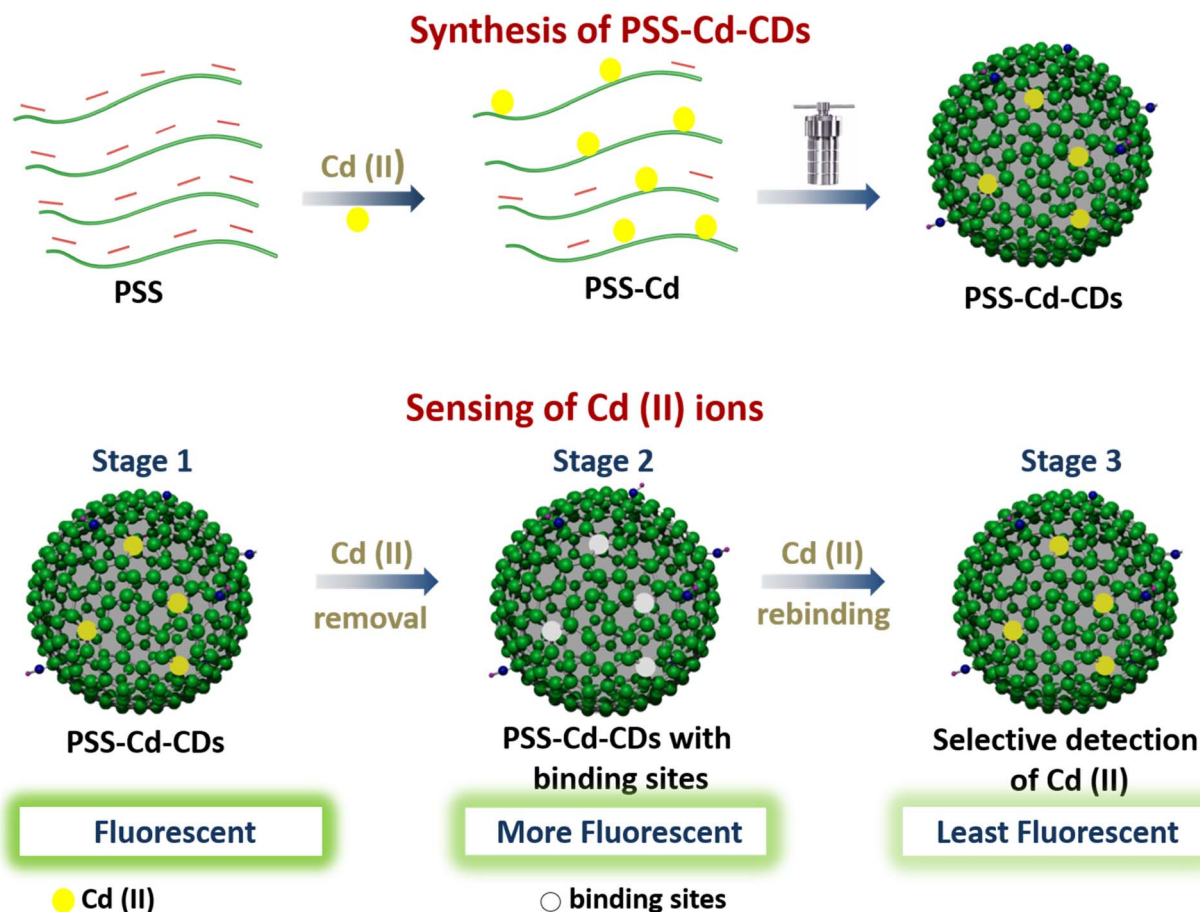 Synthesis of PSS-Cd-CDs
Cd (II)
PSS
PSS-Cd
PSS-Cd-CDs
Sensing of Cd (II) ions
Stage 1
Stage 2
Stage 3
Cd (II)
removal
Cd (II)
rebinding
PSS-Cd-CDs
PSS-Cd-CDs with
binding sites
Selective detection
of Cd (II)
Fluorescent
More Fluorescent
Least Fluorescent
Cd (II)
binding sites